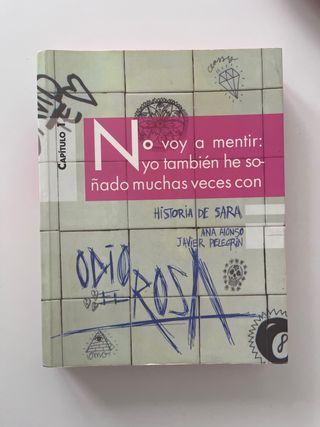 CAPÍTULO 1
No voy a mentir:
yo también he so-
ñado muchas veces con
HISTORIA DE SARA
ANA ALONSO
JAVIER PELEGRÍN
ODIO
EL
ROSA
8